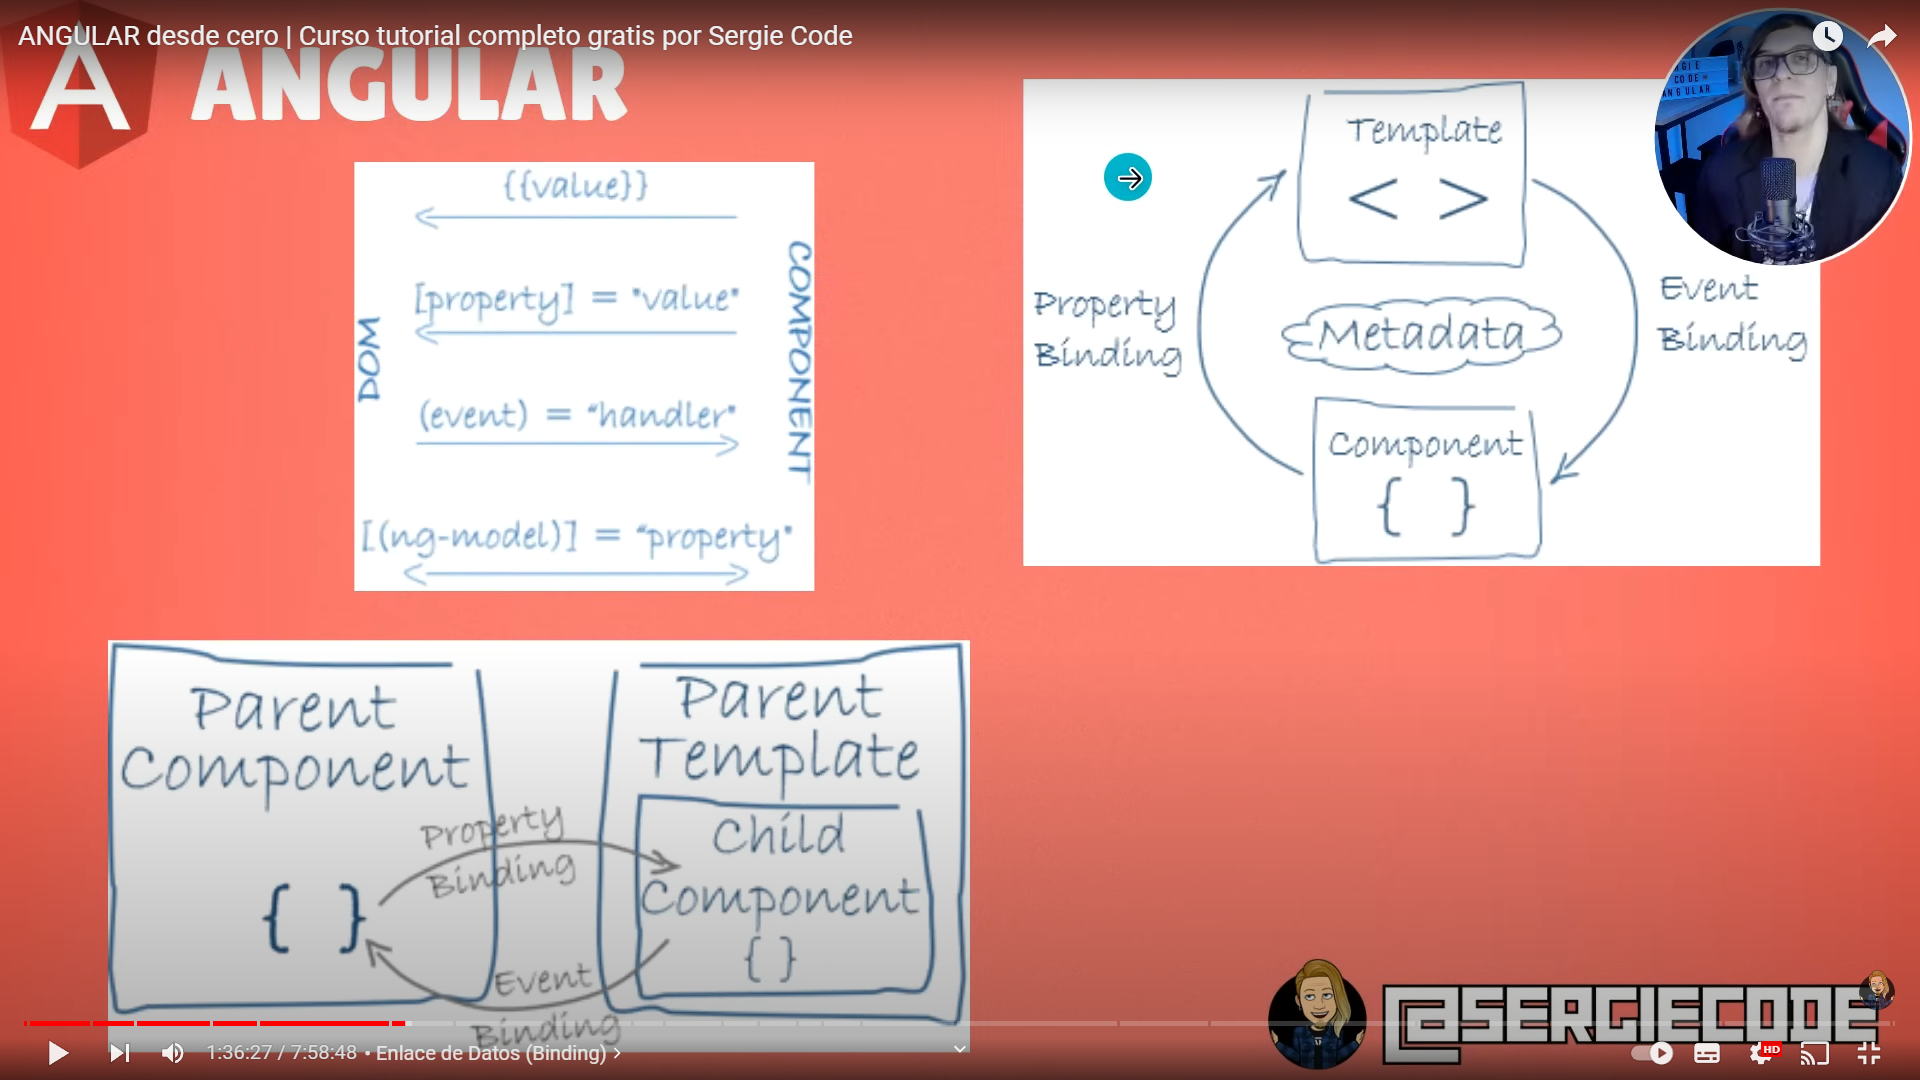 ANGULAR desde cero | Curso tutorial completo gratis por Sergie Code
ANGULAR
{{value}}
[property] = "value"
(event) = "handler"
[(ng-model)] = "property"
DOM
COMPONENT
Template
< >
Property
Binding
Metadata
Event
Binding
Component
{ }
Parent
Component
{ }
Property
Binding
Event
Binding
Parent
Template
Child
Component
{ }
CODE
ANGULAR
@SERGIECODE
1:36:27 / 7:58:48 • Enlace de Datos (Binding) >
HD